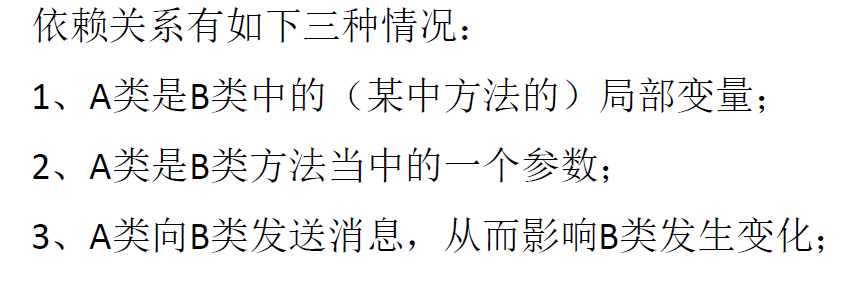 依赖关系有如下三种情况：
1、A类是B类中的（某中方法的）局部变量；
2、A类是B类方法当中的一个参数；
3、A类向B类发送消息，从而影响B类发生变化；